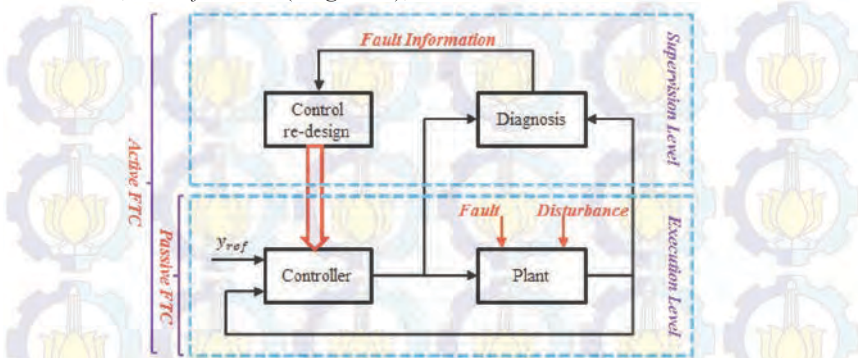 Fault Information
Control
re-design
Diagnosis
Supervision Level
Active FTC
Passive FTC
Fault
Disturbance
y_ref
Controller
Plant
Execution Level